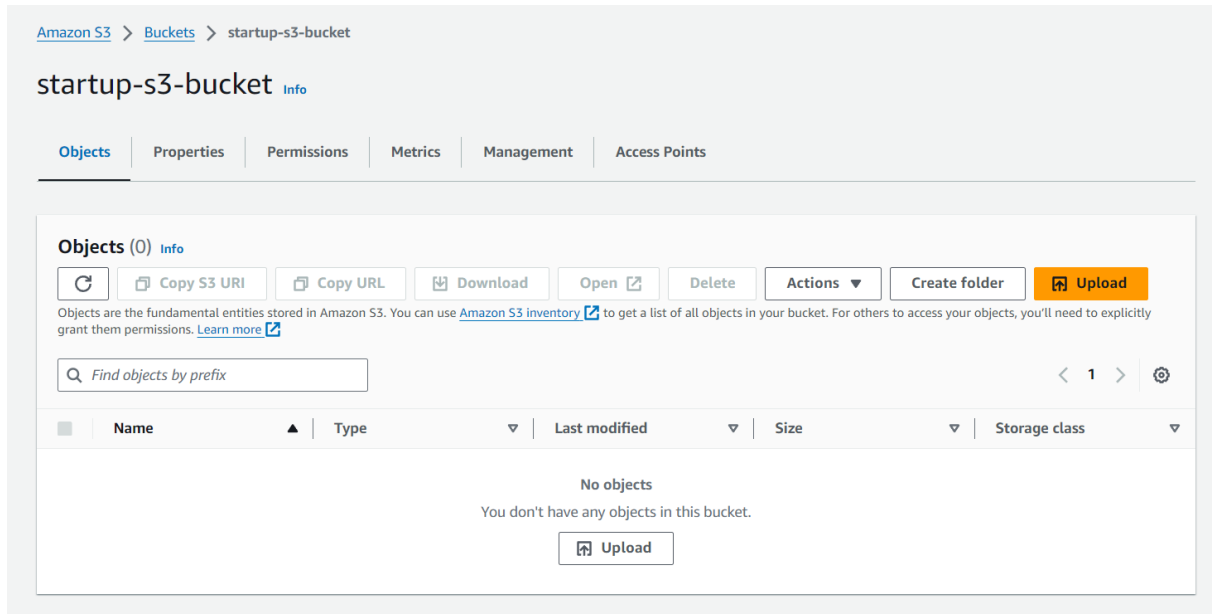 Amazon S3 > Buckets > startup-s3-bucket
startup-s3-bucket Info
Objects Properties Permissions Metrics Management Access Points
Objects (0) Info
Copy S3 URI Copy URL Download Open Delete Actions Create folder Upload
Objects are the fundamental entities stored in Amazon S3. You can use Amazon S3 inventory to get a list of all objects in your bucket. For others to access your objects, you'll need to explicitly
grant them permissions. Learn more
Find objects by prefix
1
Name Type Last modified Size Storage class
No objects
You don't have any objects in this bucket.
Upload